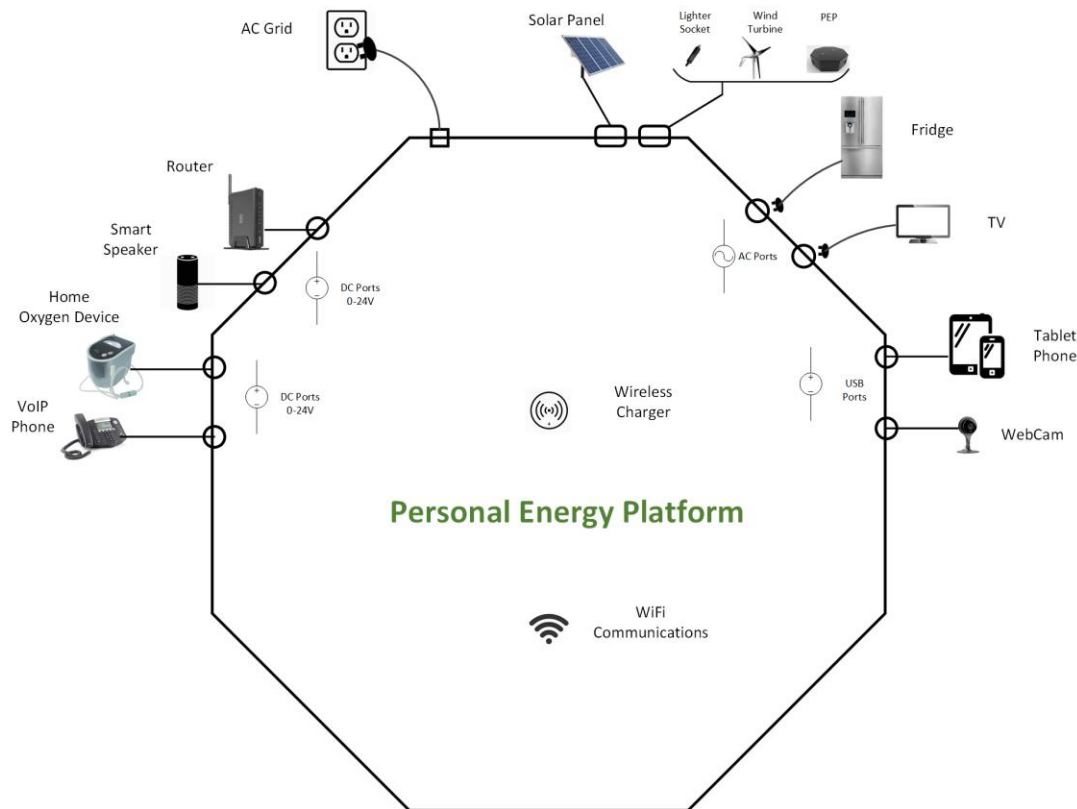 AC Grid
Solar Panel
Lighter
Socket
Wind
Turbine
PEP
Fridge
Router
Smart
Speaker
TV
AC Ports
DC Ports
0-24V
Home
Oxygen Device
Tablet
Phone
DC Ports
0-24V
Wireless
Charger
USB
Ports
VoIP
Phone
WebCam
Personal Energy Platform
WiFi
Communications